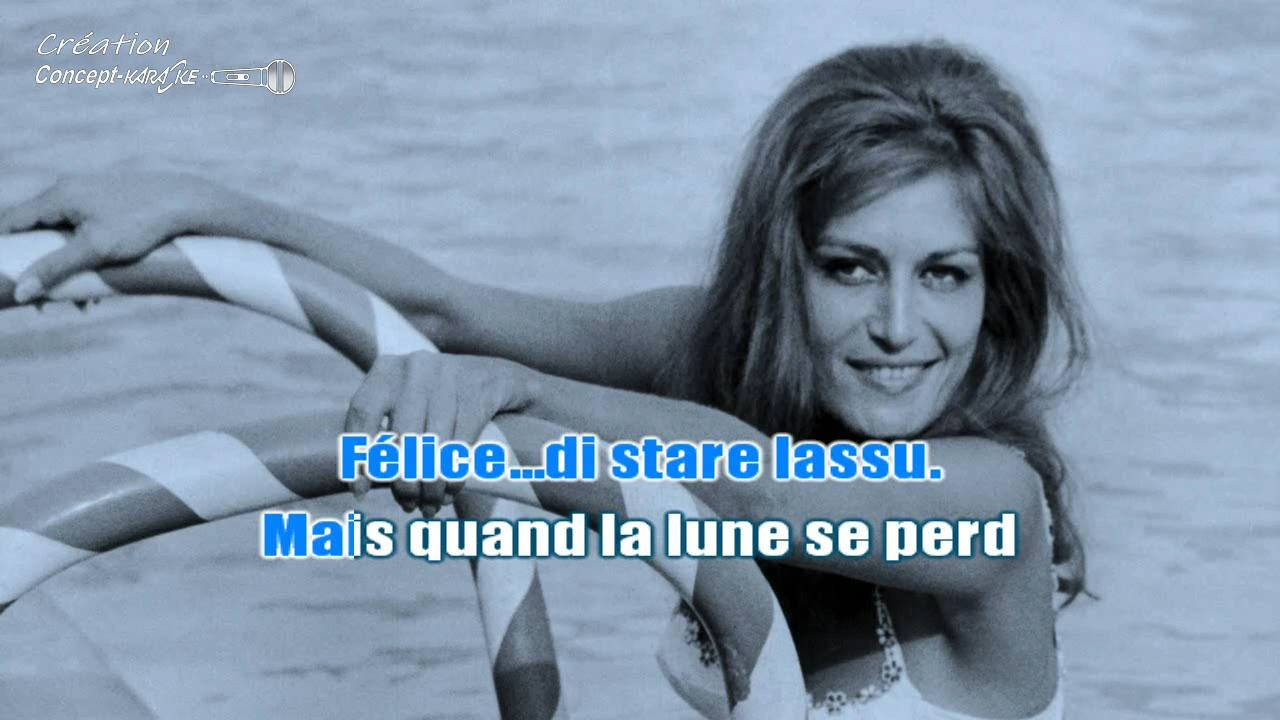 Création
Concept-KARAOKE
Félice...di stare lassu.
Mais quand la lune se perd